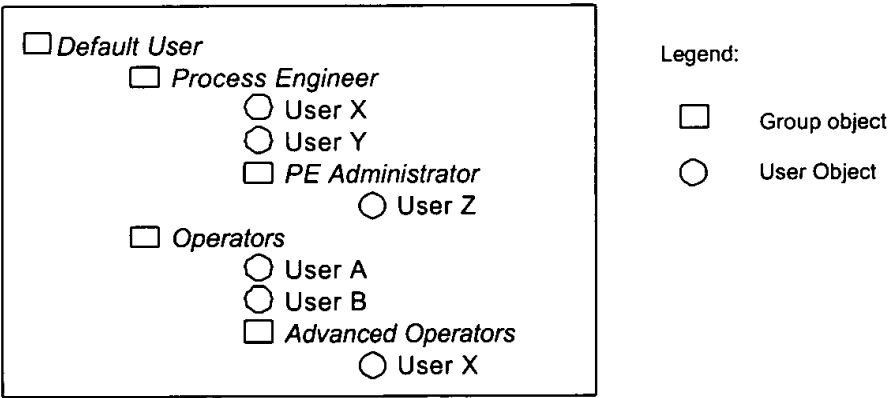 Default User
Process Engineer
User X
User Y
PE Administrator
User Z
Operators
User A
User B
Advanced Operators
User X
Legend:
Group object
User Object